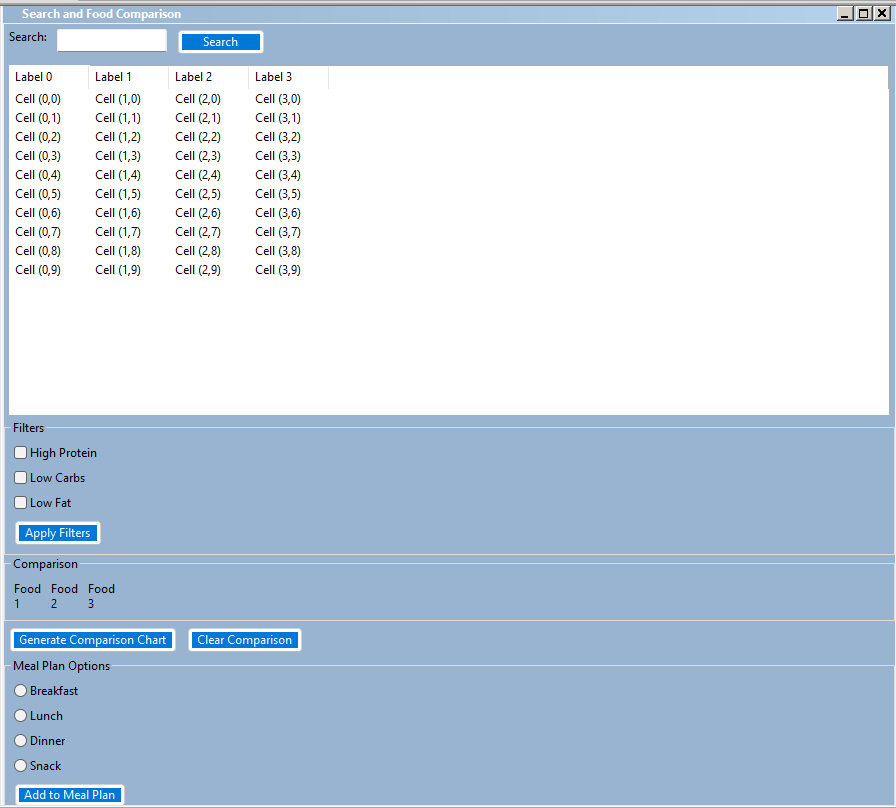 Search and Food Comparison
Search: Search
Label 0 Label 1 Label 2 Label 3
Cell (0,0) Cell (1,0) Cell (2,0) Cell (3,0)
Cell (0,1) Cell (1,1) Cell (2,1) Cell (3,1)
Cell (0,2) Cell (1,2) Cell (2,2) Cell (3,2)
Cell (0,3) Cell (1,3) Cell (2,3) Cell (3,3)
Cell (0,4) Cell (1,4) Cell (2,4) Cell (3,4)
Cell (0,5) Cell (1,5) Cell (2,5) Cell (3,5)
Cell (0,6) Cell (1,6) Cell (2,6) Cell (3,6)
Cell (0,7) Cell (1,7) Cell (2,7) Cell (3,7)
Cell (0,8) Cell (1,8) Cell (2,8) Cell (3,8)
Cell (0,9) Cell (1,9) Cell (2,9) Cell (3,9)
Filters
High Protein
Low Carbs
Low Fat
Apply Filters
Comparison
Food Food Food
1 2 3
Generate Comparison Chart Clear Comparison
Meal Plan Options
Breakfast
Lunch
Dinner
Snack
Add to Meal Plan